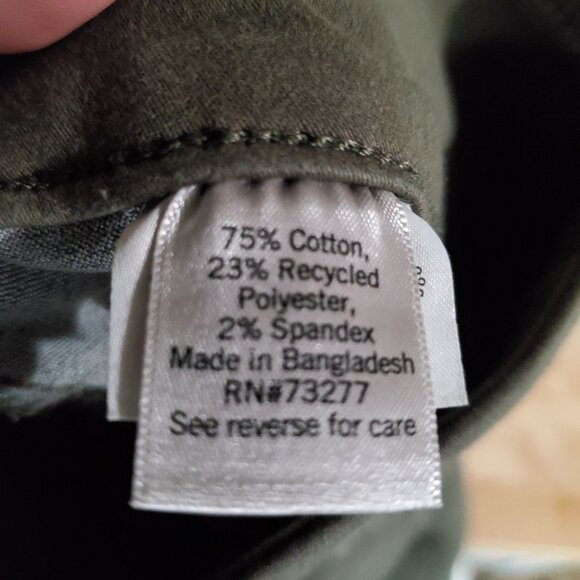 75% Cotton,
23% Recycled
Polyester,
2% Spandex
Made in Bangladesh
RN#73277
See reverse for care